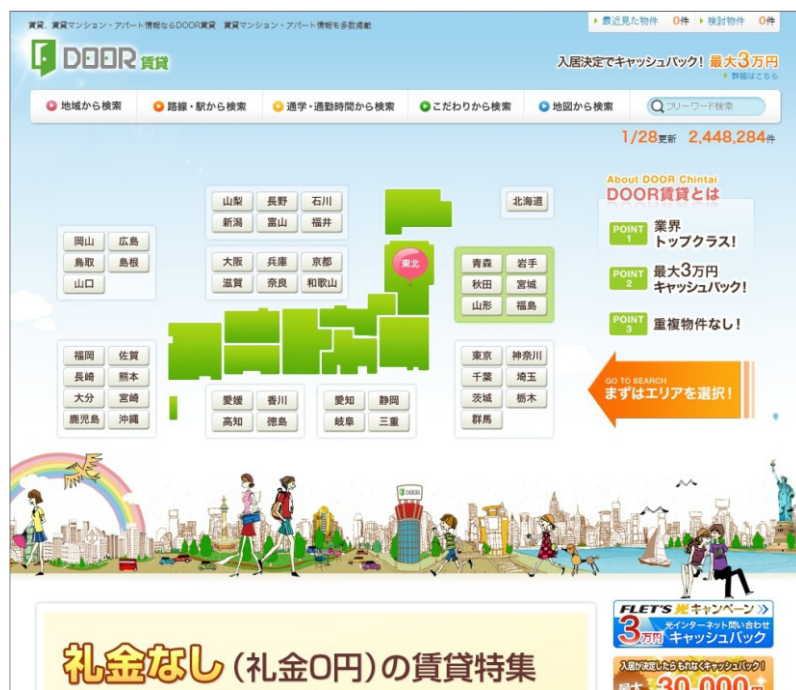 賃貸、賃貸マンション・アパート情報ならDOOR賃貸 賃貸マンション・アパート情報を多数掲載
最近見た物件 0件 検討物件 0件
DOOR賃貸
入居決定でキャッシュバック! 最大3万円
詳細はこちら
地域から検索 路線・駅から検索 通学・通勤時間から検索 こだわりから検索 地図から検索 フリーワード検索
1/28更新 2,448,284件
山梨 長野 石川
新潟 富山 福井
北海道
岡山 広島
鳥取 島根
山口
大阪 兵庫 京都
滋賀 奈良 和歌山
東北
青森 岩手
秋田 宮城
山形 福島
福岡 佐賀
長崎 熊本
大分 宮崎
鹿児島 沖縄
愛媛 香川
高知 徳島
愛知 静岡
岐阜 三重
東京 神奈川
千葉 埼玉
茨城 栃木
群馬
About DOOR Chintai
DOOR賃貸とは
POINT 1 業界
トップクラス!
POINT 2 最大3万円
キャッシュバック!
POINT 3 重複物件なし!
GO TO SEARCH
まずはエリアを選択!
DOOR
礼金なし(礼金0円)の賃貸特集
FLET'S 光 キャンペーン
3万円 光インターネット問い合わせ
キャッシュバック
入居が決定したらもれなくキャッシュバック!
最大 30,000円